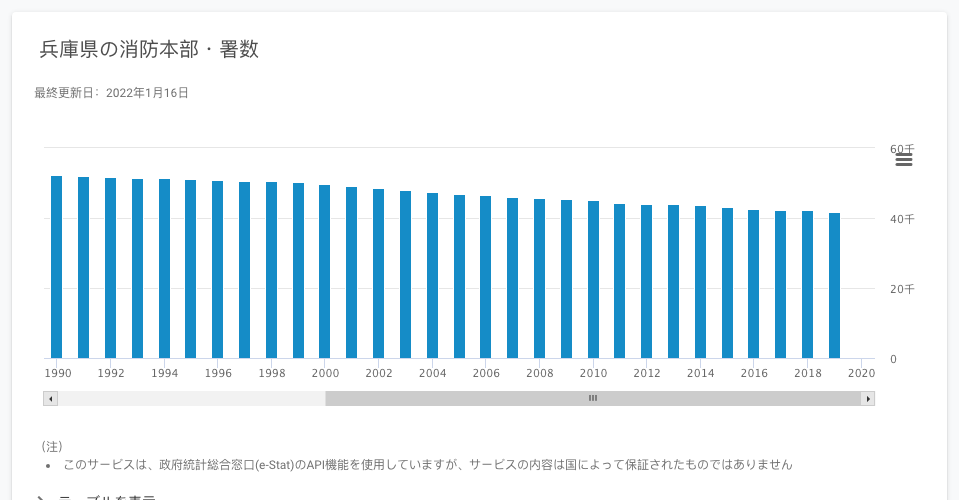 兵庫県の消防本部・署数
最終更新日：2022年1月16日
60千
40千
20千
0
1990 1992 1994 1996 1998 2000 2002 2004 2006 2008 2010 2012 2014 2016 2018 2020
（注）
このサービスは、政府統計総合窓口(e-Stat)のAPI機能を使用していますが、サービスの内容は国によって保証されたものではありません
テーブルを表示